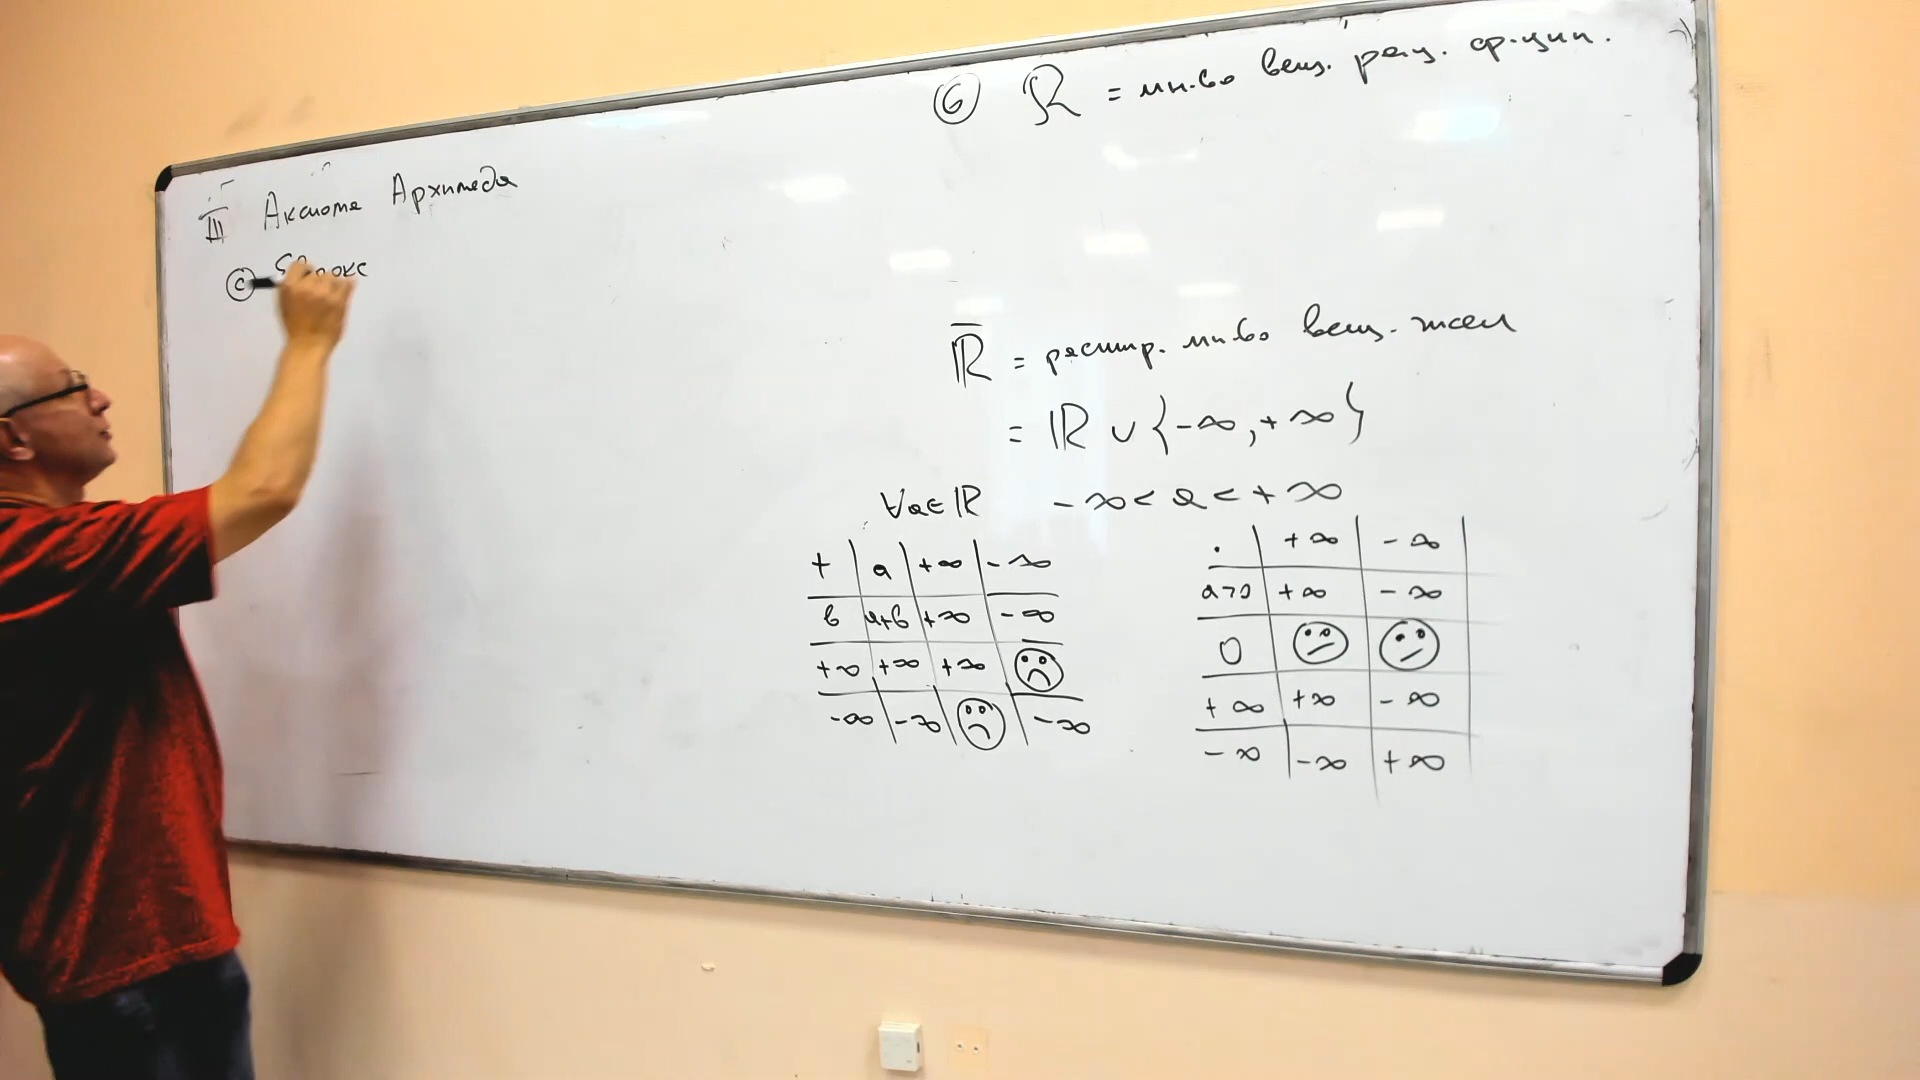 III Аксиома Архимеда
(c)
(6) R = мн-во вещ. рац. ф-ций.
R̅ = расшир. мн-во вещ. чисел
= ℝ ∪ {-∞, +∞}
∀a∈ℝ -∞ < a < +∞
+ | a | +∞ | -∞
b | a+b | +∞ | -∞
+∞ | +∞ | +∞ | ☹
-∞ | -∞ | ☹ | -∞
· | +∞ | -∞
a>0 | +∞ | -∞
0 | 🫤 | 🫤
+∞ | +∞ | -∞
-∞ | -∞ | +∞